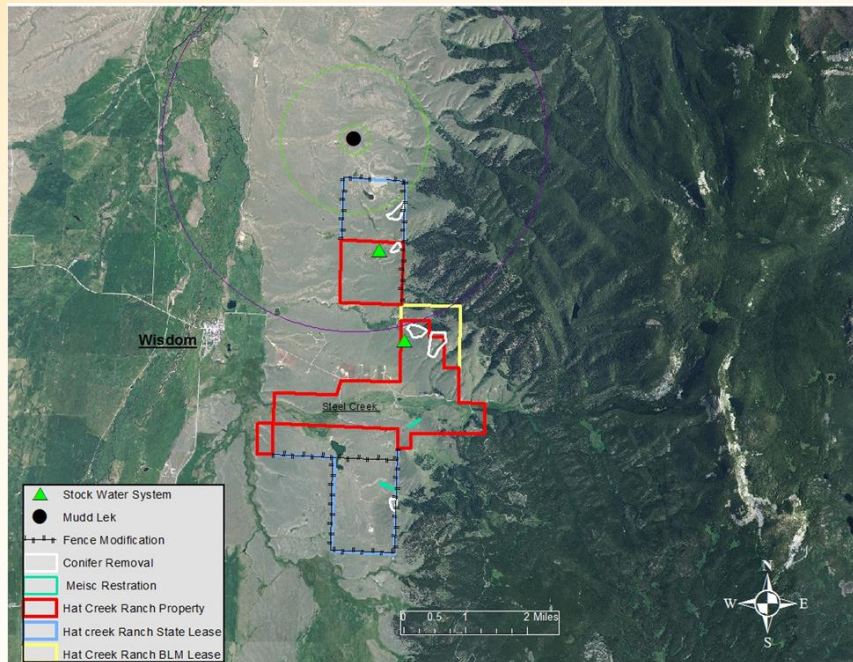 Wisdom
Steel Creek
Stock Water System
Mudd Lek
Fence Modification
Conifer Removal
Meisc Restration
Hat Creek Ranch Property
Hat creek Ranch State Lease
Hat Creek Ranch BLM Lease
0 0.5 1 2 Miles
N
W E
S